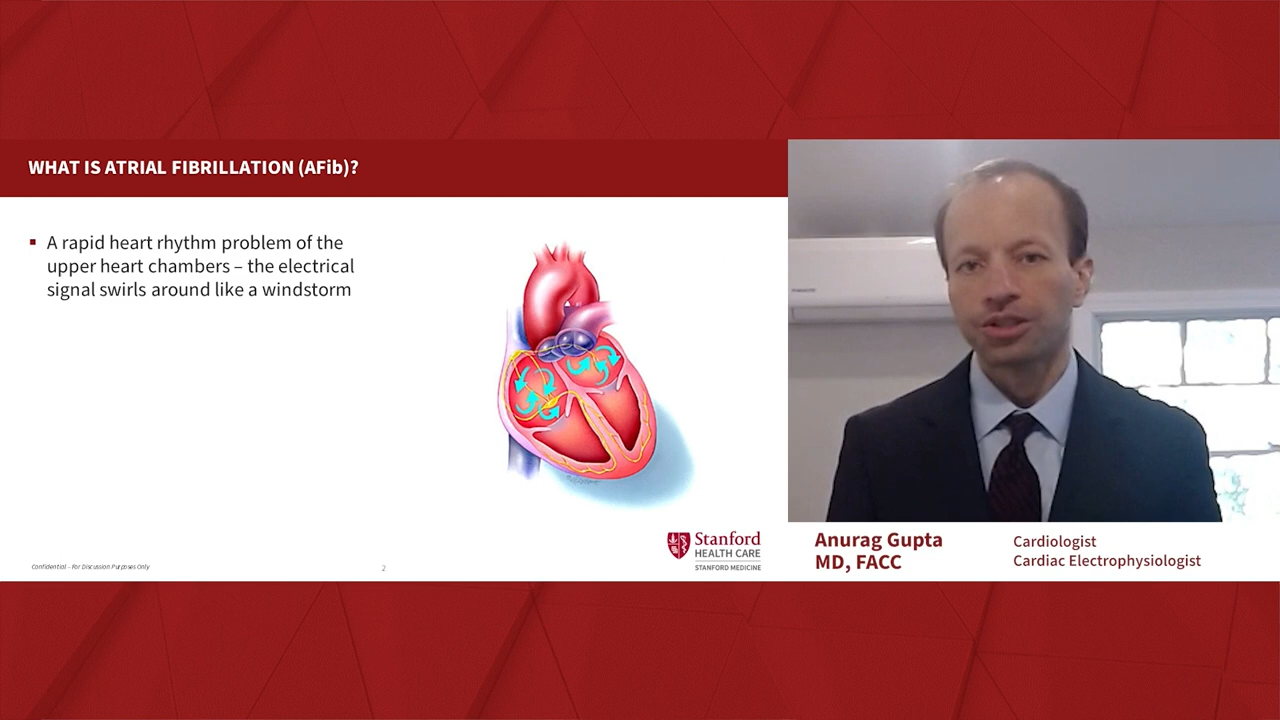 WHAT IS ATRIAL FIBRILLATION (AFib)?
▪ A rapid heart rhythm problem of the
upper heart chambers – the electrical
signal swirls around like a windstorm
Confidential - For Discussion Purposes Only
2
Stanford
HEALTH CARE
STANFORD MEDICINE
Anurag Gupta
MD, FACC
Cardiologist
Cardiac Electrophysiologist